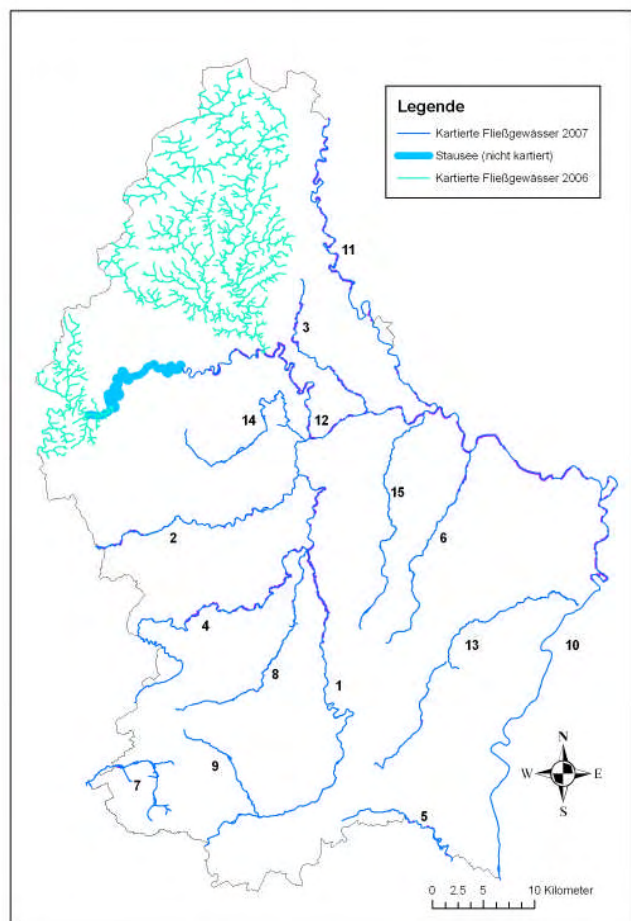 Legende
Kartierte Fließgewässer 2007
Stausee (nicht kartiert)
Kartierte Fließgewässer 2006
11
3
14
12
15
2
6
4
13
10
8
1
N
W E
S
9
7
5
0 2.5 5 10 Kilometer